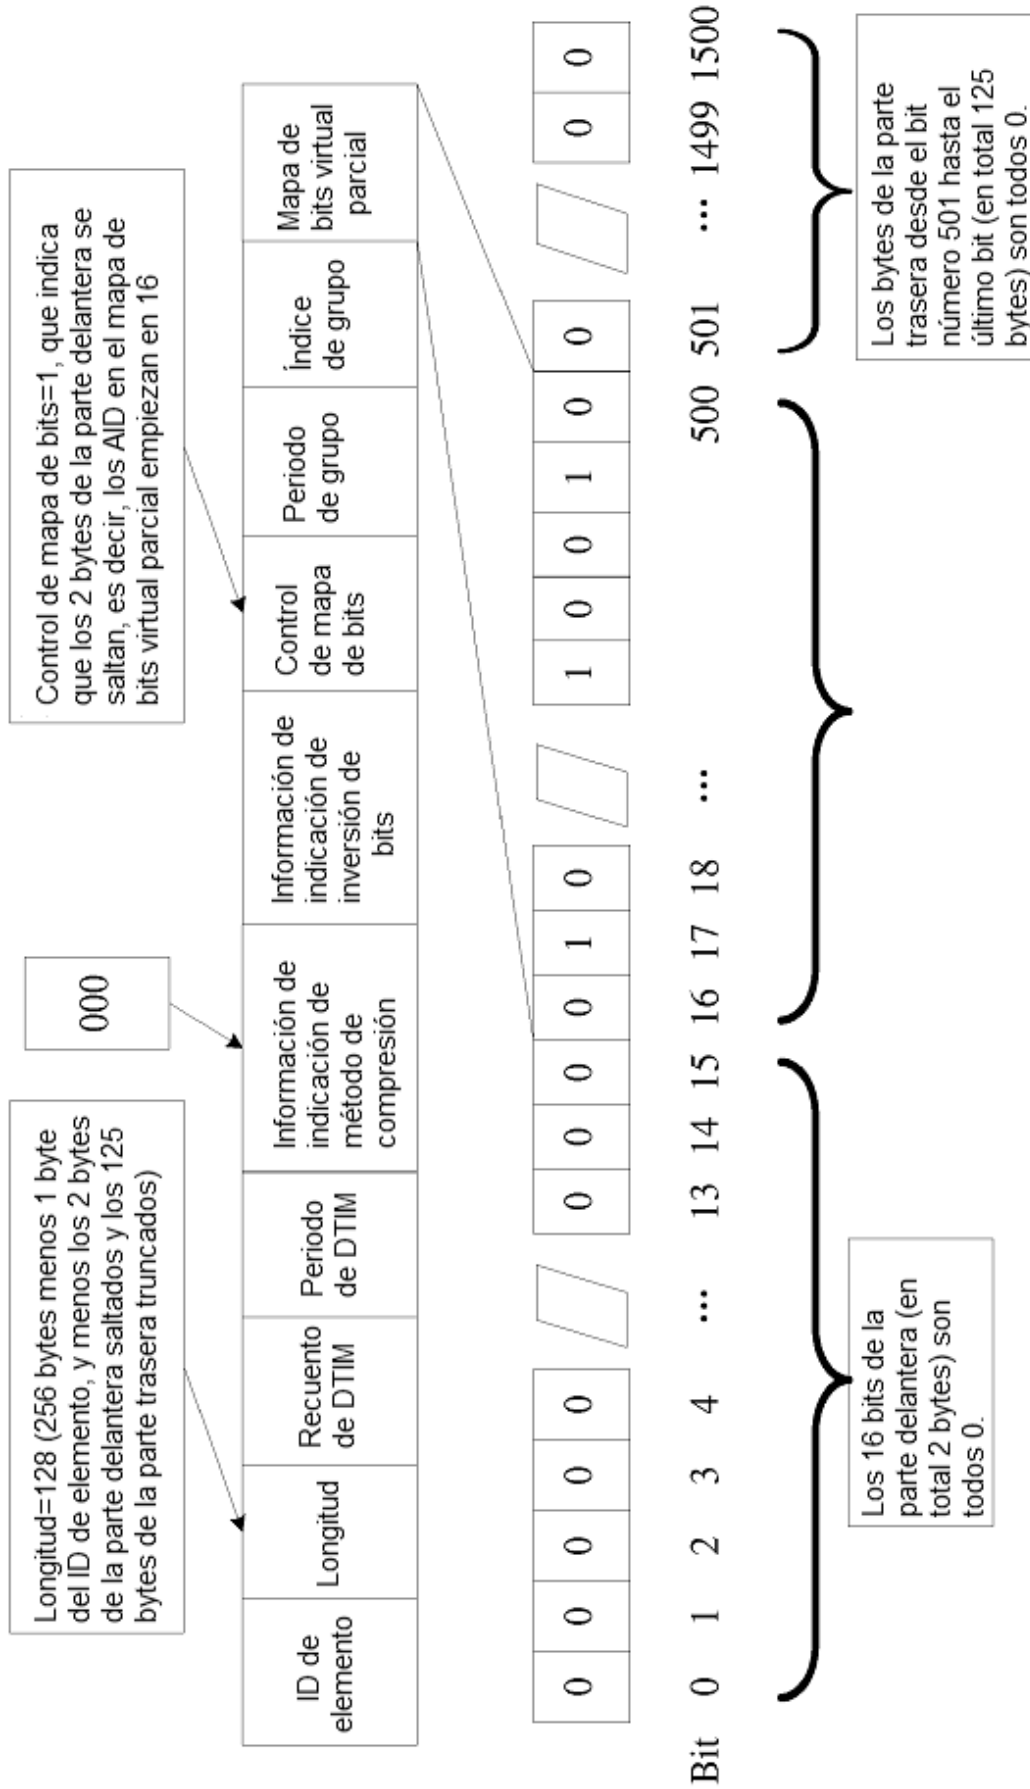 Longitud=128 (256 bytes menos 1 byte
del ID de elemento, y menos los 2 bytes
de la parte delantera saltados y los 125
bytes de la parte trasera truncados)
000
Control de mapa de bits=1, que indica
que los 2 bytes de la parte delantera se
saltan, es decir, los AID en el mapa de
bits virtual parcial empiezan en 16
ID de
elemento
Longitud
Recuento
de DTIM
Periodo
de DTIM
Información de
indicación de
método de
compresión
Información de
indicación de
inversión de
bits
Control
de mapa
de bits
Periodo
de grupo
Índice
de grupo
Mapa de
bits virtual
parcial
0 0 0 0 0 0 0 0 0 1 0 1 0 0 1 0 0 0 0
Bit 0 1 2 3 4 ... 13 14 15 16 17 18 ... 500 501 ... 1499 1500
Los 16 bits de la
parte delantera (en
total 2 bytes) son
todos 0.
Los bytes de la parte
trasera desde el bit
número 501 hasta el
último bit (en total 125
bytes) son todos 0.